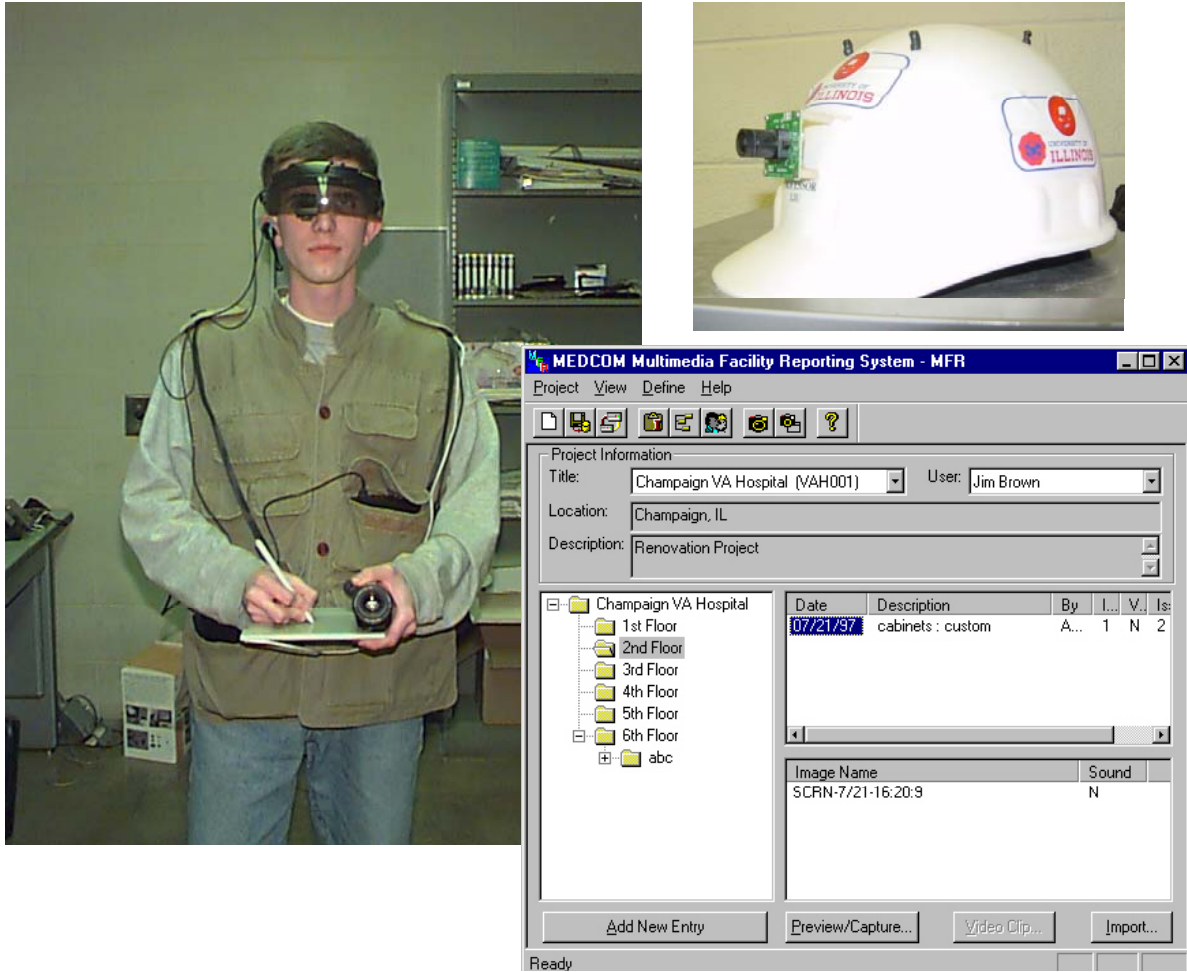 UNIVERSITY OF
ILLINOIS
UNIVERSITY OF
ILLINOIS
MEDCOM Multimedia Facility Reporting System - MFR
Project View Define Help
Project Information
Title: Champaign VA Hospital (VAH001) User: Jim Brown
Location: Champaign, IL
Description: Renovation Project
Champaign VA Hospital
1st Floor
2nd Floor
3rd Floor
4th Floor
5th Floor
6th Floor
abc
Date Description By I... V.. Is:
07/21/97 cabinets : custom A... 1 N 2
Image Name Sound
SCRN-7/21-16:20:9 N
Add New Entry Preview/Capture... Video Clip... Import...
Ready